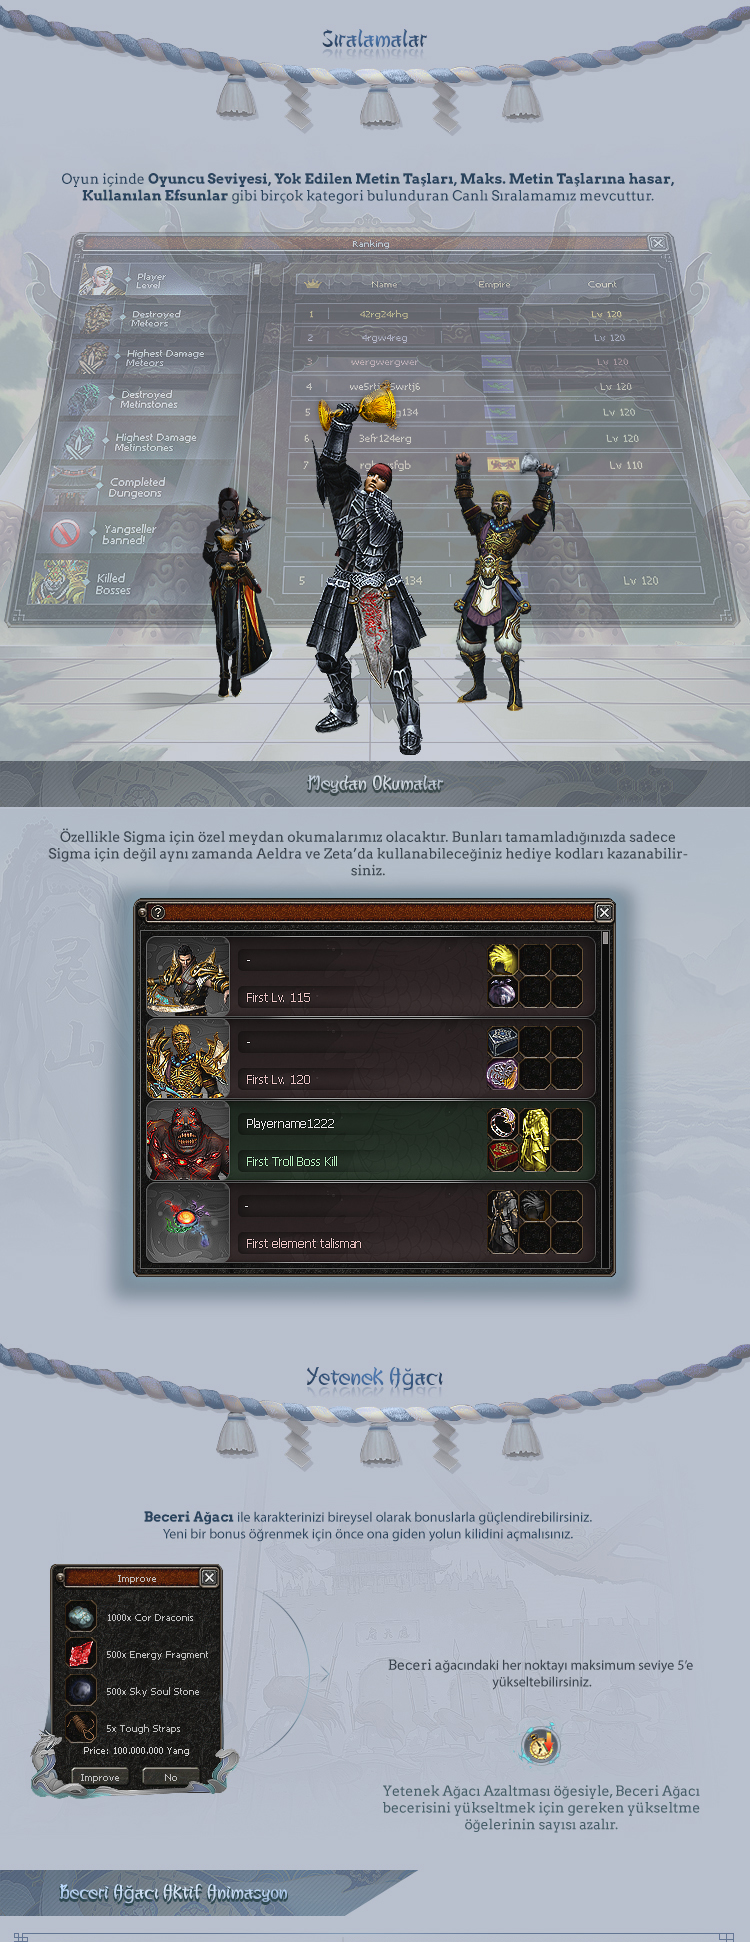 Sıralamalar
Oyun içinde Oyuncu Seviyesi, Yok Edilen Metin Taşları, Maks. Metin Taşlarına hasar,
Kullanılan Efsunlar gibi birçok kategori bulunduran Canlı Sıralamamız mevcuttur.
Ranking
Player
Level
Destroyed
Meteors
Highest Damage
Meteors
Destroyed
Metinstones
Highest Damage
Metinstones
Completed
Dungeons
Yangseller
banned!
Killed
Bosses
Name Empire Count
1 42rg24rhg Lv 120
2 4rgw4reg Lv 120
3 wergwergwer Lv 120
4 Lv 120
5 Lv 120
6 3efr124erg Lv 120
7 Lv 110
5 Lv 120
Meydan Okumalar
Özellikle Sigma için özel meydan okumalarımız olacaktır. Bunları tamamladığınızda sadece
Sigma için değil aynı zamanda Aeldra ve Zeta’da kullanabileceğiniz hediye kodları kazanabilir-
siniz.
?
-
First Lv. 115
-
First Lv. 120
Playername1222
First Troll Boss Kill
-
First element talisman
Yetenek Ağacı
Beceri Ağacı ile karakterinizi bireysel olarak bonuslarla güçlendirebilirsiniz.
Yeni bir bonus öğrenmek için önce ona giden yolun kilidini açmalısınız.
Improve
1000x Cor Draconis
500x Energy Fragment
500x Sky Soul Stone
5x Tough Straps
Price: 100.000.000 Yang
Improve No
Beceri ağacındaki her noktayı maksimum seviye 5’e
yükseltebilirsiniz.
Yetenek Ağacı Azaltması öğesiyle, Beceri Ağacı
becerisini yükseltmek için gereken yükseltme
öğelerinin sayısı azalır.
Beceri Ağacı Aktif Animasyon